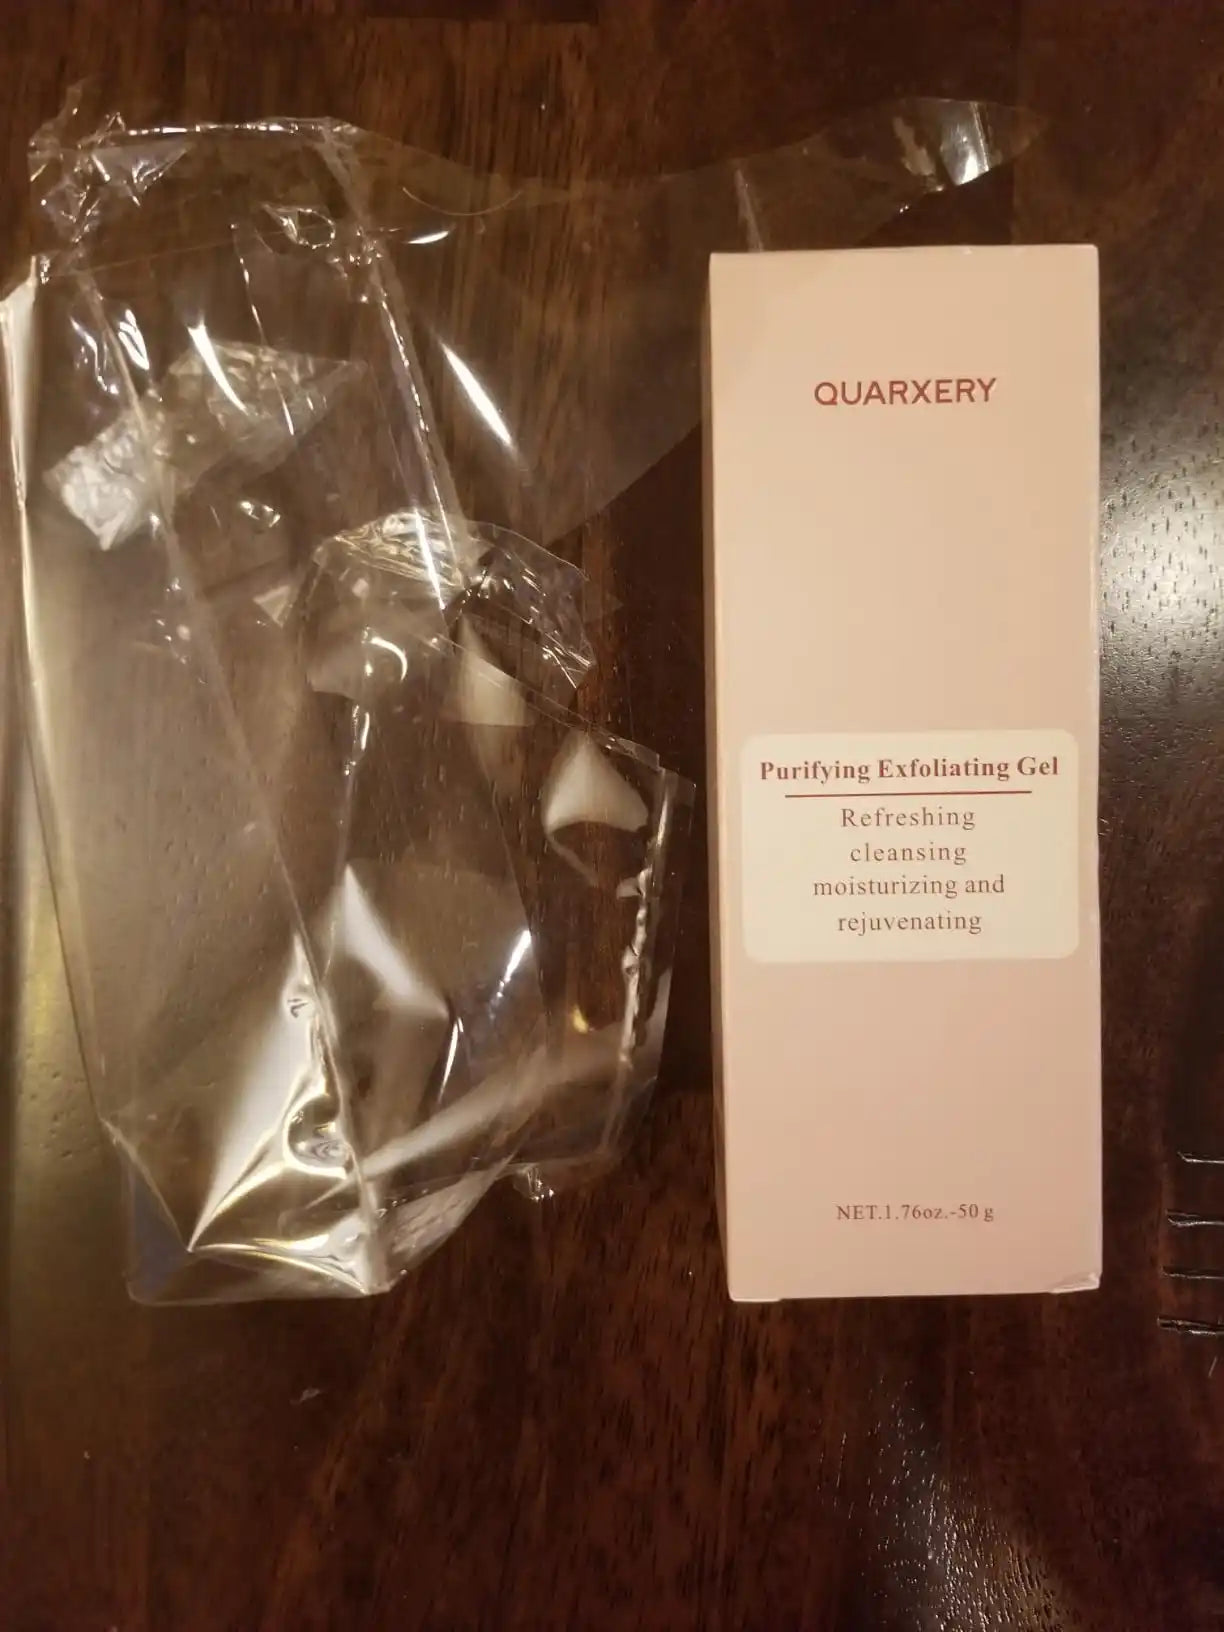 QUARXERY
Purifying Exfoliating Gel
Refreshing
cleansing
moisturizing and
rejuvenating
NET.1.76oz.-50 g